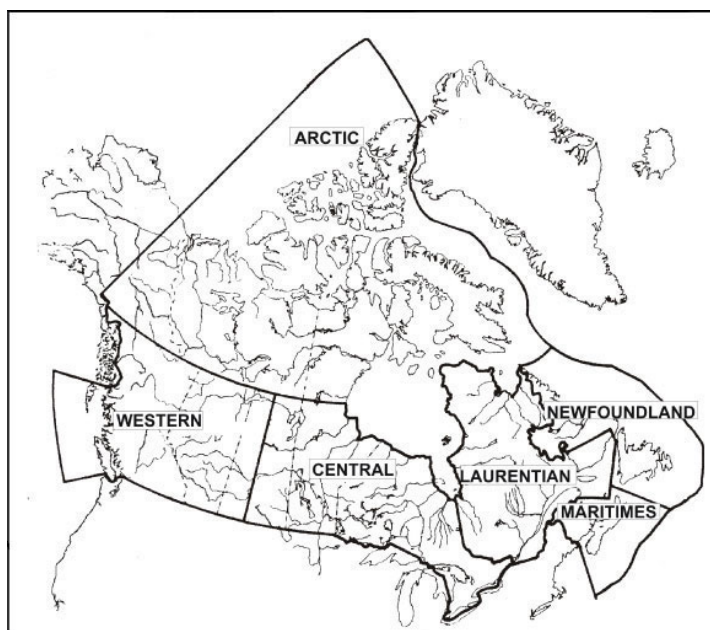 ARCTIC
WESTERN
NEWFOUNDLAND
CENTRAL
LAURENTIAN
MARITIMES